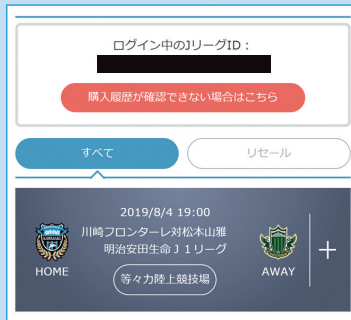 ログイン中のJリーグID：
購入履歴が確認できない場合はこちら
すべて
リセール
2019/8/4 19:00
川崎フロンターレ対松本山雅
明治安田生命Ｊ１リーグ
HOME
AWAY
等々力陸上競技場